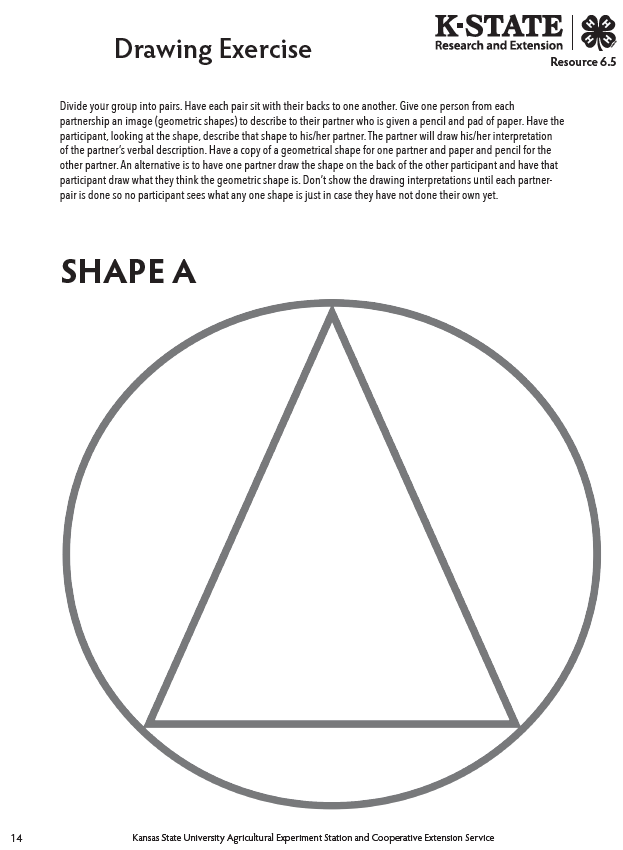 Drawing Exercise
K-STATE
Research and Extension
Resource 6.5
Divide your group into pairs. Have each pair sit with their backs to one another. Give one person from each
partnership an image (geometric shapes) to describe to their partner who is given a pencil and pad of paper. Have the
participant, looking at the shape, describe that shape to his/her partner. The partner will draw his/her interpretation
of the partner’s verbal description. Have a copy of a geometrical shape for one partner and paper and pencil for the
other partner. An alternative is to have one partner draw the shape on the back of the other participant and have that
participant draw what they think the geometric shape is. Don’t show the drawing interpretations until each partner-
pair is done so no participant sees what any one shape is just in case they have not done their own yet.
SHAPE A
14
Kansas State University Agricultural Experiment Station and Cooperative Extension Service